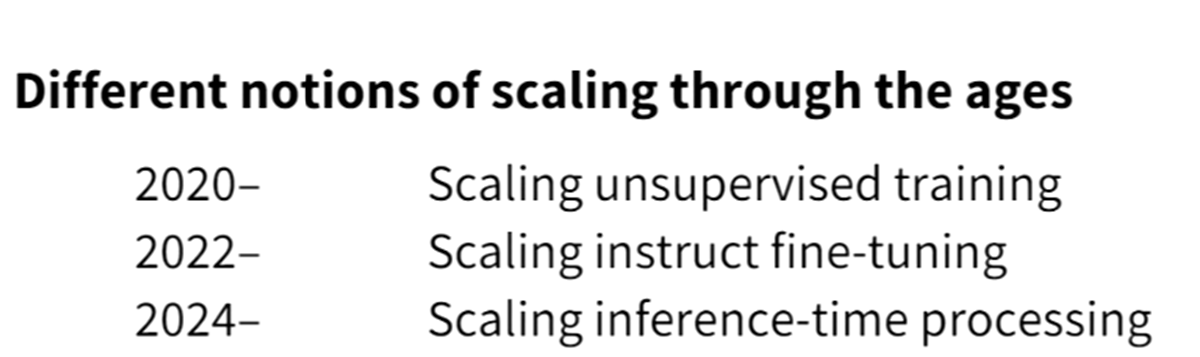 Different notions of scaling through the ages
2020– Scaling unsupervised training
2022– Scaling instruct fine-tuning
2024– Scaling inference-time processing